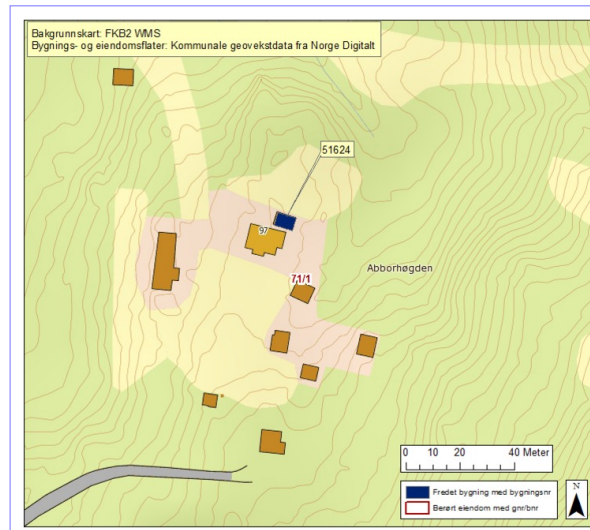 Bakgrunnskart: FKB2 WMS
Bygnings- og eiendomsflater: Kommunale geovekstdata fra Norge Digitalt
51624
97
71/1
Abborhøgden
0 10 20 40 Meter
Fredet bygning med bygningsnr
Berørt eiendom med gnr/bnr
N